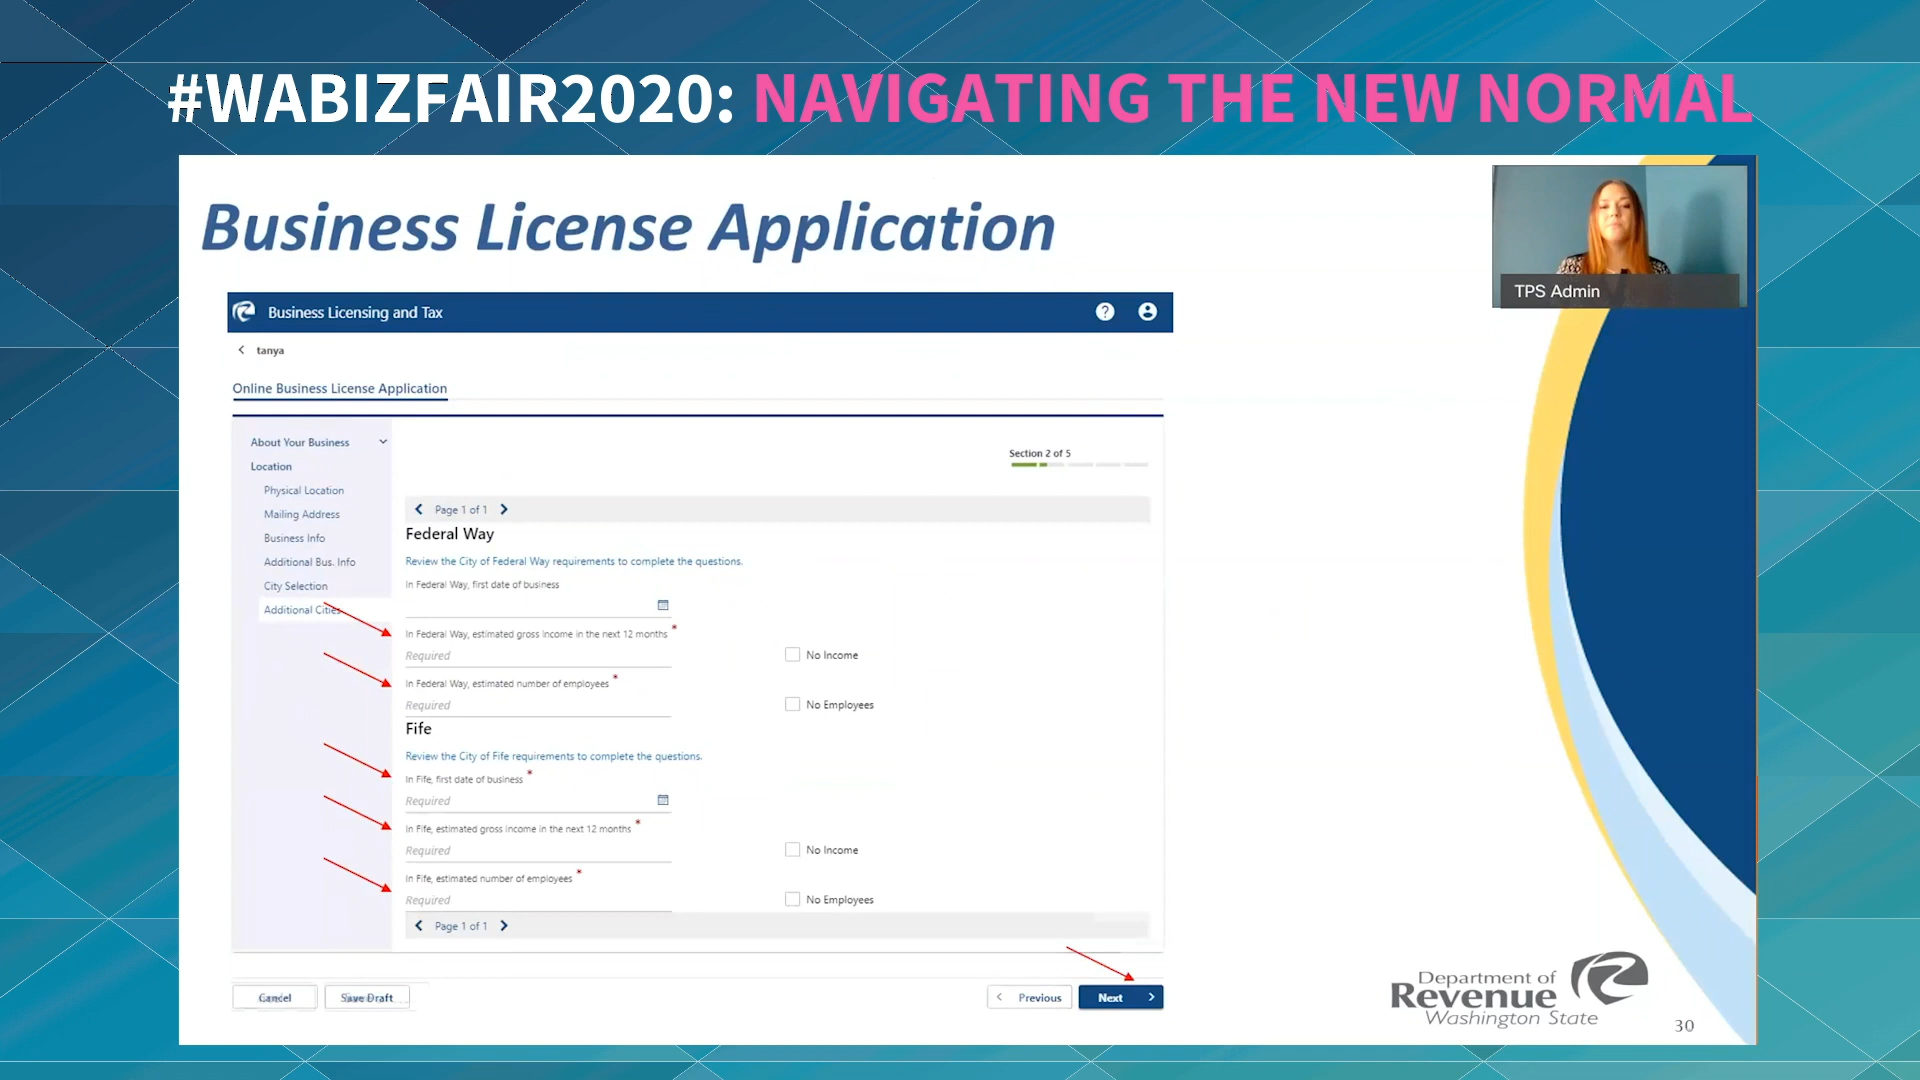 #WABIZFAIR2020: NAVIGATING THE NEW NORMAL
Business License Application
TPS Admin
Business Licensing and Tax
?
tanya
Online Business License Application
About Your Business
Location
Physical Location
Mailing Address
Business Info
Additional Bus. Info
City Selection
Additional Cities
Section 2 of 5
Page 1 of 1
Federal Way
Review the City of Federal Way requirements to complete the questions.
In Federal Way, first date of business
In Federal Way, estimated gross income in the next 12 months *
Required
No Income
In Federal Way, estimated number of employees *
Required
No Employees
Fife
Review the City of Fife requirements to complete the questions.
In Fife, first date of business *
Required
In Fife, estimated gross income in the next 12 months *
Required
No Income
In Fife, estimated number of employees *
Required
No Employees
Page 1 of 1
Cancel
Save Draft
Previous
Next
Department of
Revenue
Washington State
30